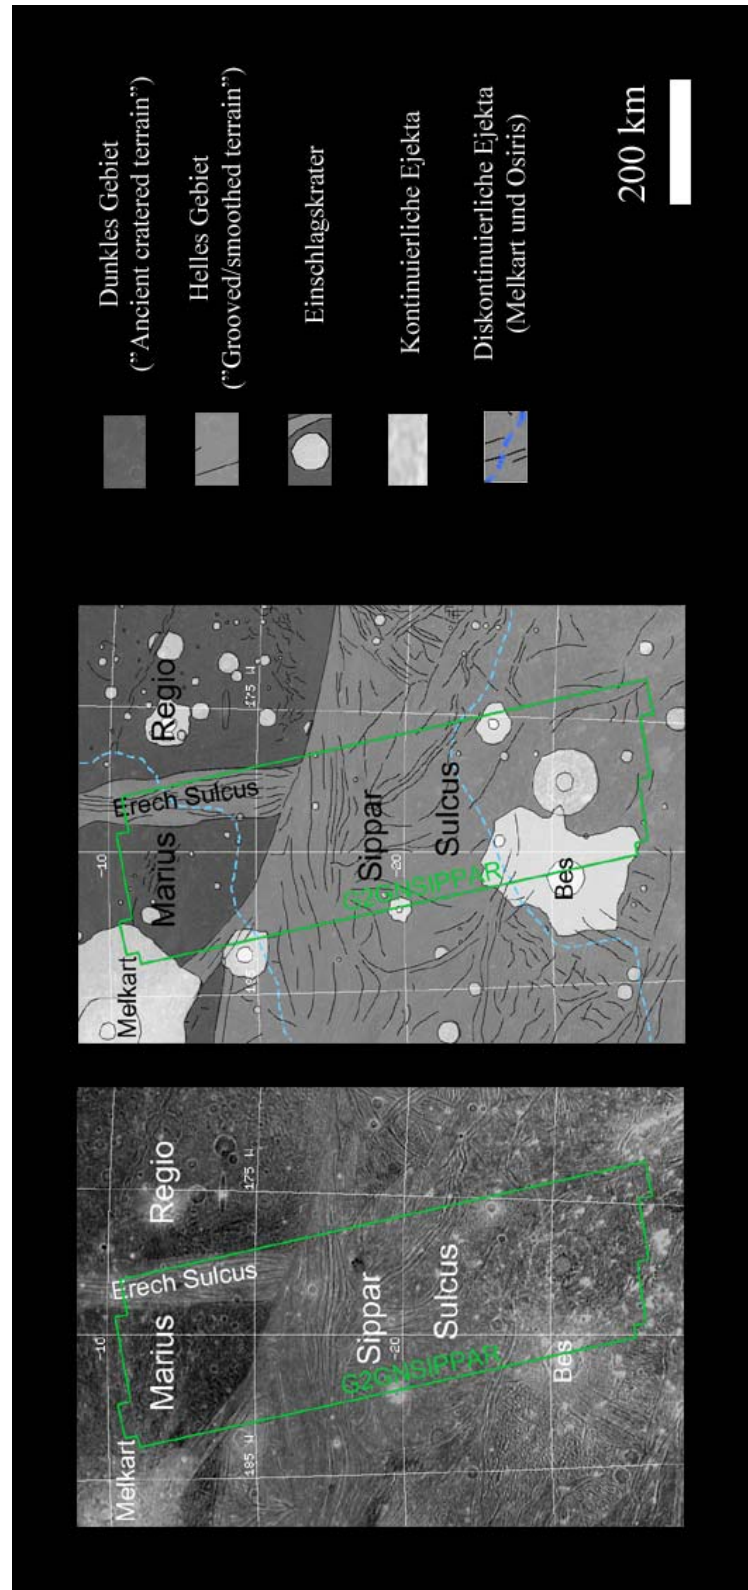 Dunkles Gebiet
("Ancient cratered terrain")
Helles Gebiet
("Grooved/smoothed terrain")
Einschlagskrater
Kontinuierliche Ejekta
Diskontinuierliche Ejekta
(Melkart und Osiris)
200 km
Melkart
-10
Marius
Regio
Erech Sulcus
175 W
Sippar
-20
Sulcus
G2GNSIPPAR
Bes
Melkart
-10
Marius
Regio
Erech Sulcus
185 W
175 W
Sippar
-20
Sulcus
G2GNSIPPAR
Bes